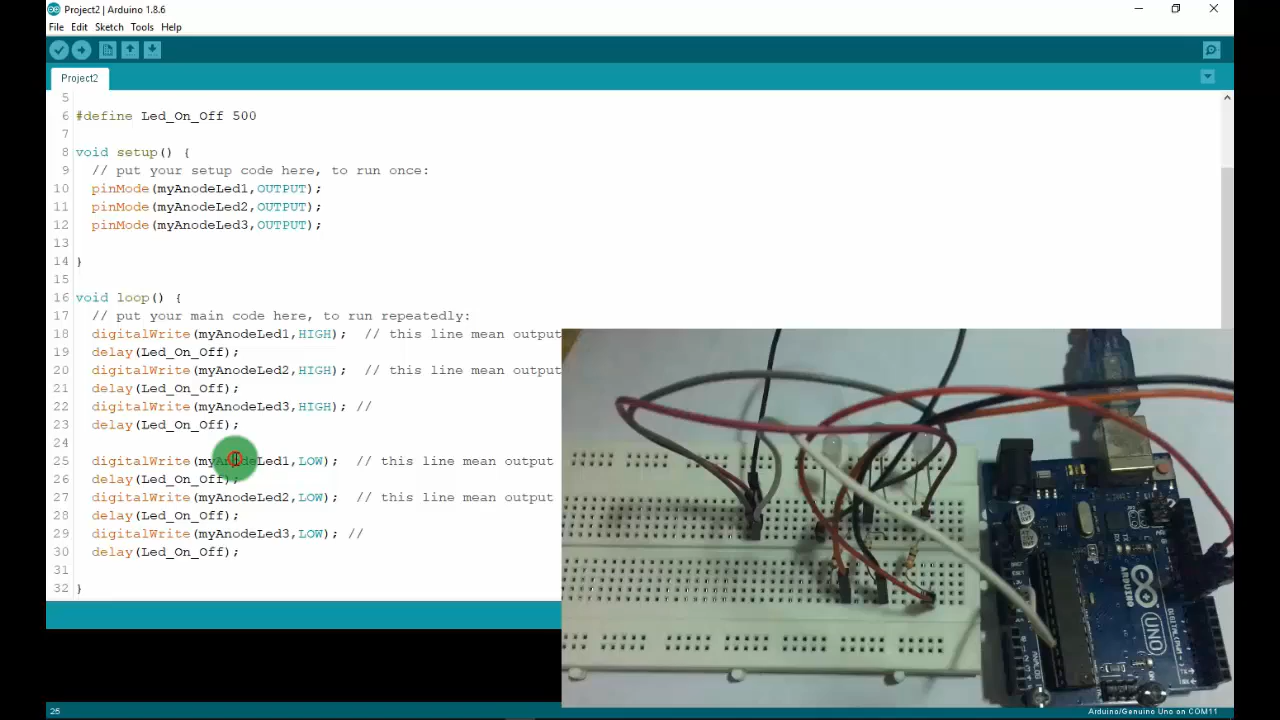 Project2 | Arduino 1.8.6
File Edit Sketch Tools Help
Project2
5
6 #define Led_On_Off 500
7
8 void setup() {
9 // put your setup code here, to run once:
10 pinMode(myAnodeLed1,OUTPUT);
11 pinMode(myAnodeLed2,OUTPUT);
12 pinMode(myAnodeLed3,OUTPUT);
13
14 }
15
16 void loop() {
17 // put your main code here, to run repeatedly:
18 digitalWrite(myAnodeLed1,HIGH); // this line mean output
19 delay(Led_On_Off);
20 digitalWrite(myAnodeLed2,HIGH); // this line mean output
21 delay(Led_On_Off);
22 digitalWrite(myAnodeLed3,HIGH); //
23 delay(Led_On_Off);
24
25 digitalWrite(myAnodeLed1,LOW); // this line mean output
26 delay(Led_On_Off);
27 digitalWrite(myAnodeLed2,LOW); // this line mean output
28 delay(Led_On_Off);
29 digitalWrite(myAnodeLed3,LOW); //
30 delay(Led_On_Off);
31
32 }
ARDUINO
UNO
25
Arduino/Genuino Uno on COM11